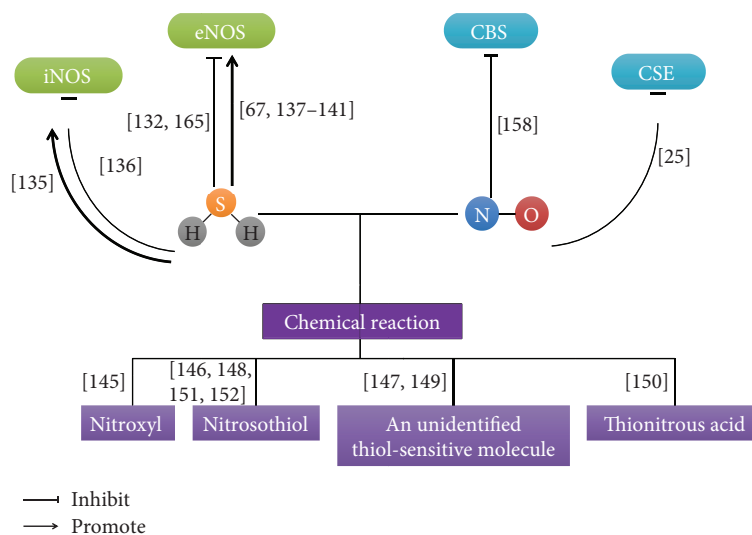 eNOS
CBS
iNOS
CSE
[132, 165]
[67, 137–141]
[158]
[136]
[25]
[135]
S
H
H
N
O
Chemical reaction
[145]
[146, 148,
151, 152]
[147, 149]
[150]
Nitroxyl
Nitrosothiol
An unidentified
thiol-sensitive molecule
Thionitrous acid
Inhibit
Promote